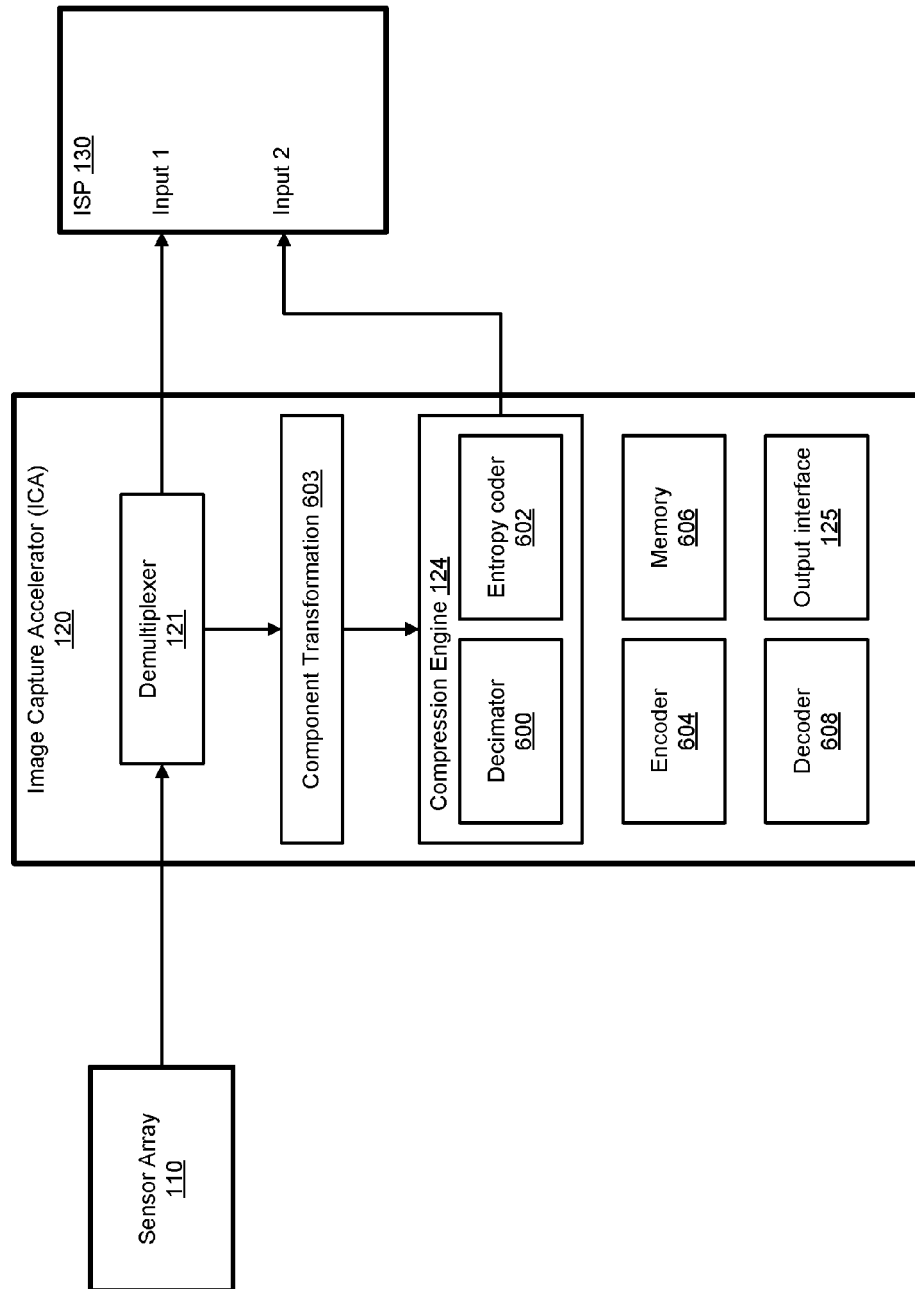 Sensor Array
110
Image Capture Accelerator (ICA)
120
Demultiplexer
121
Component Transformation 603
Compression Engine 124
Decimator
600
Entropy coder
602
Encoder
604
Memory
606
Decoder
608
Output interface
125
ISP 130
Input 1
Input 2